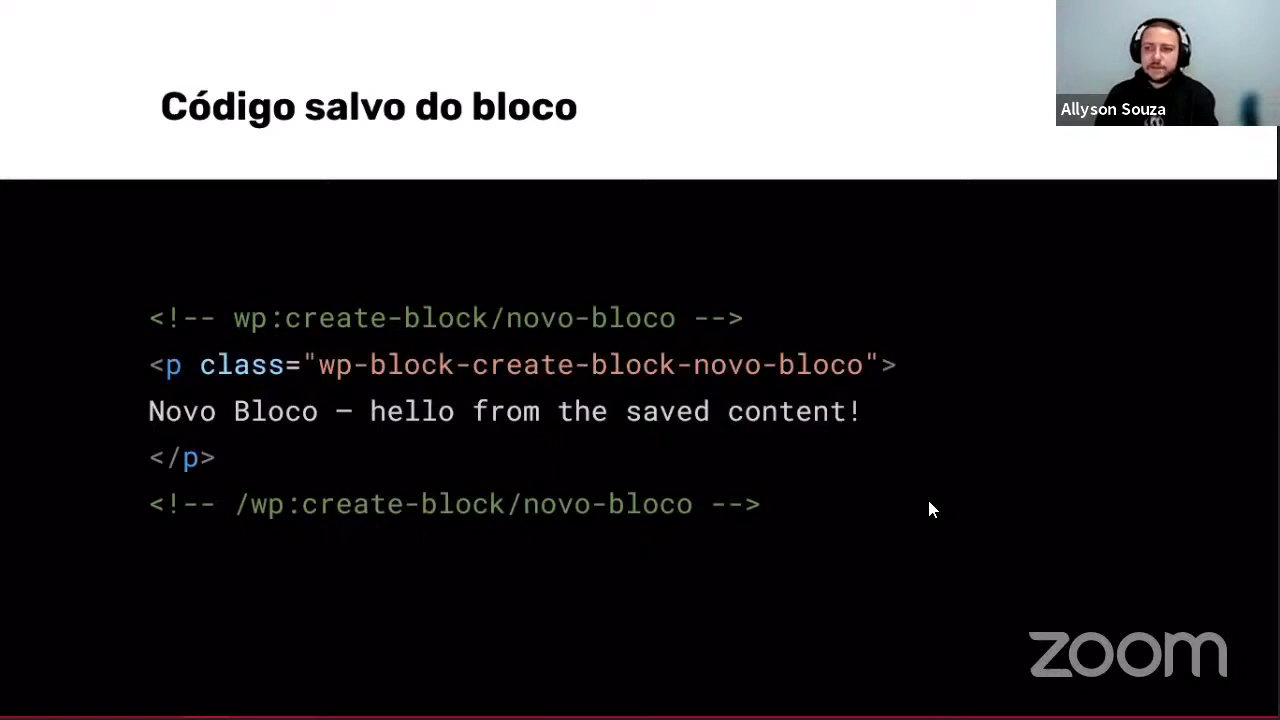 Código salvo do bloco
Allyson Souza
<!-- wp:create-block/novo-bloco -->
<p class="wp-block-create-block-novo-bloco">
Novo Bloco – hello from the saved content!
</p>
<!-- /wp:create-block/novo-bloco -->
zoom